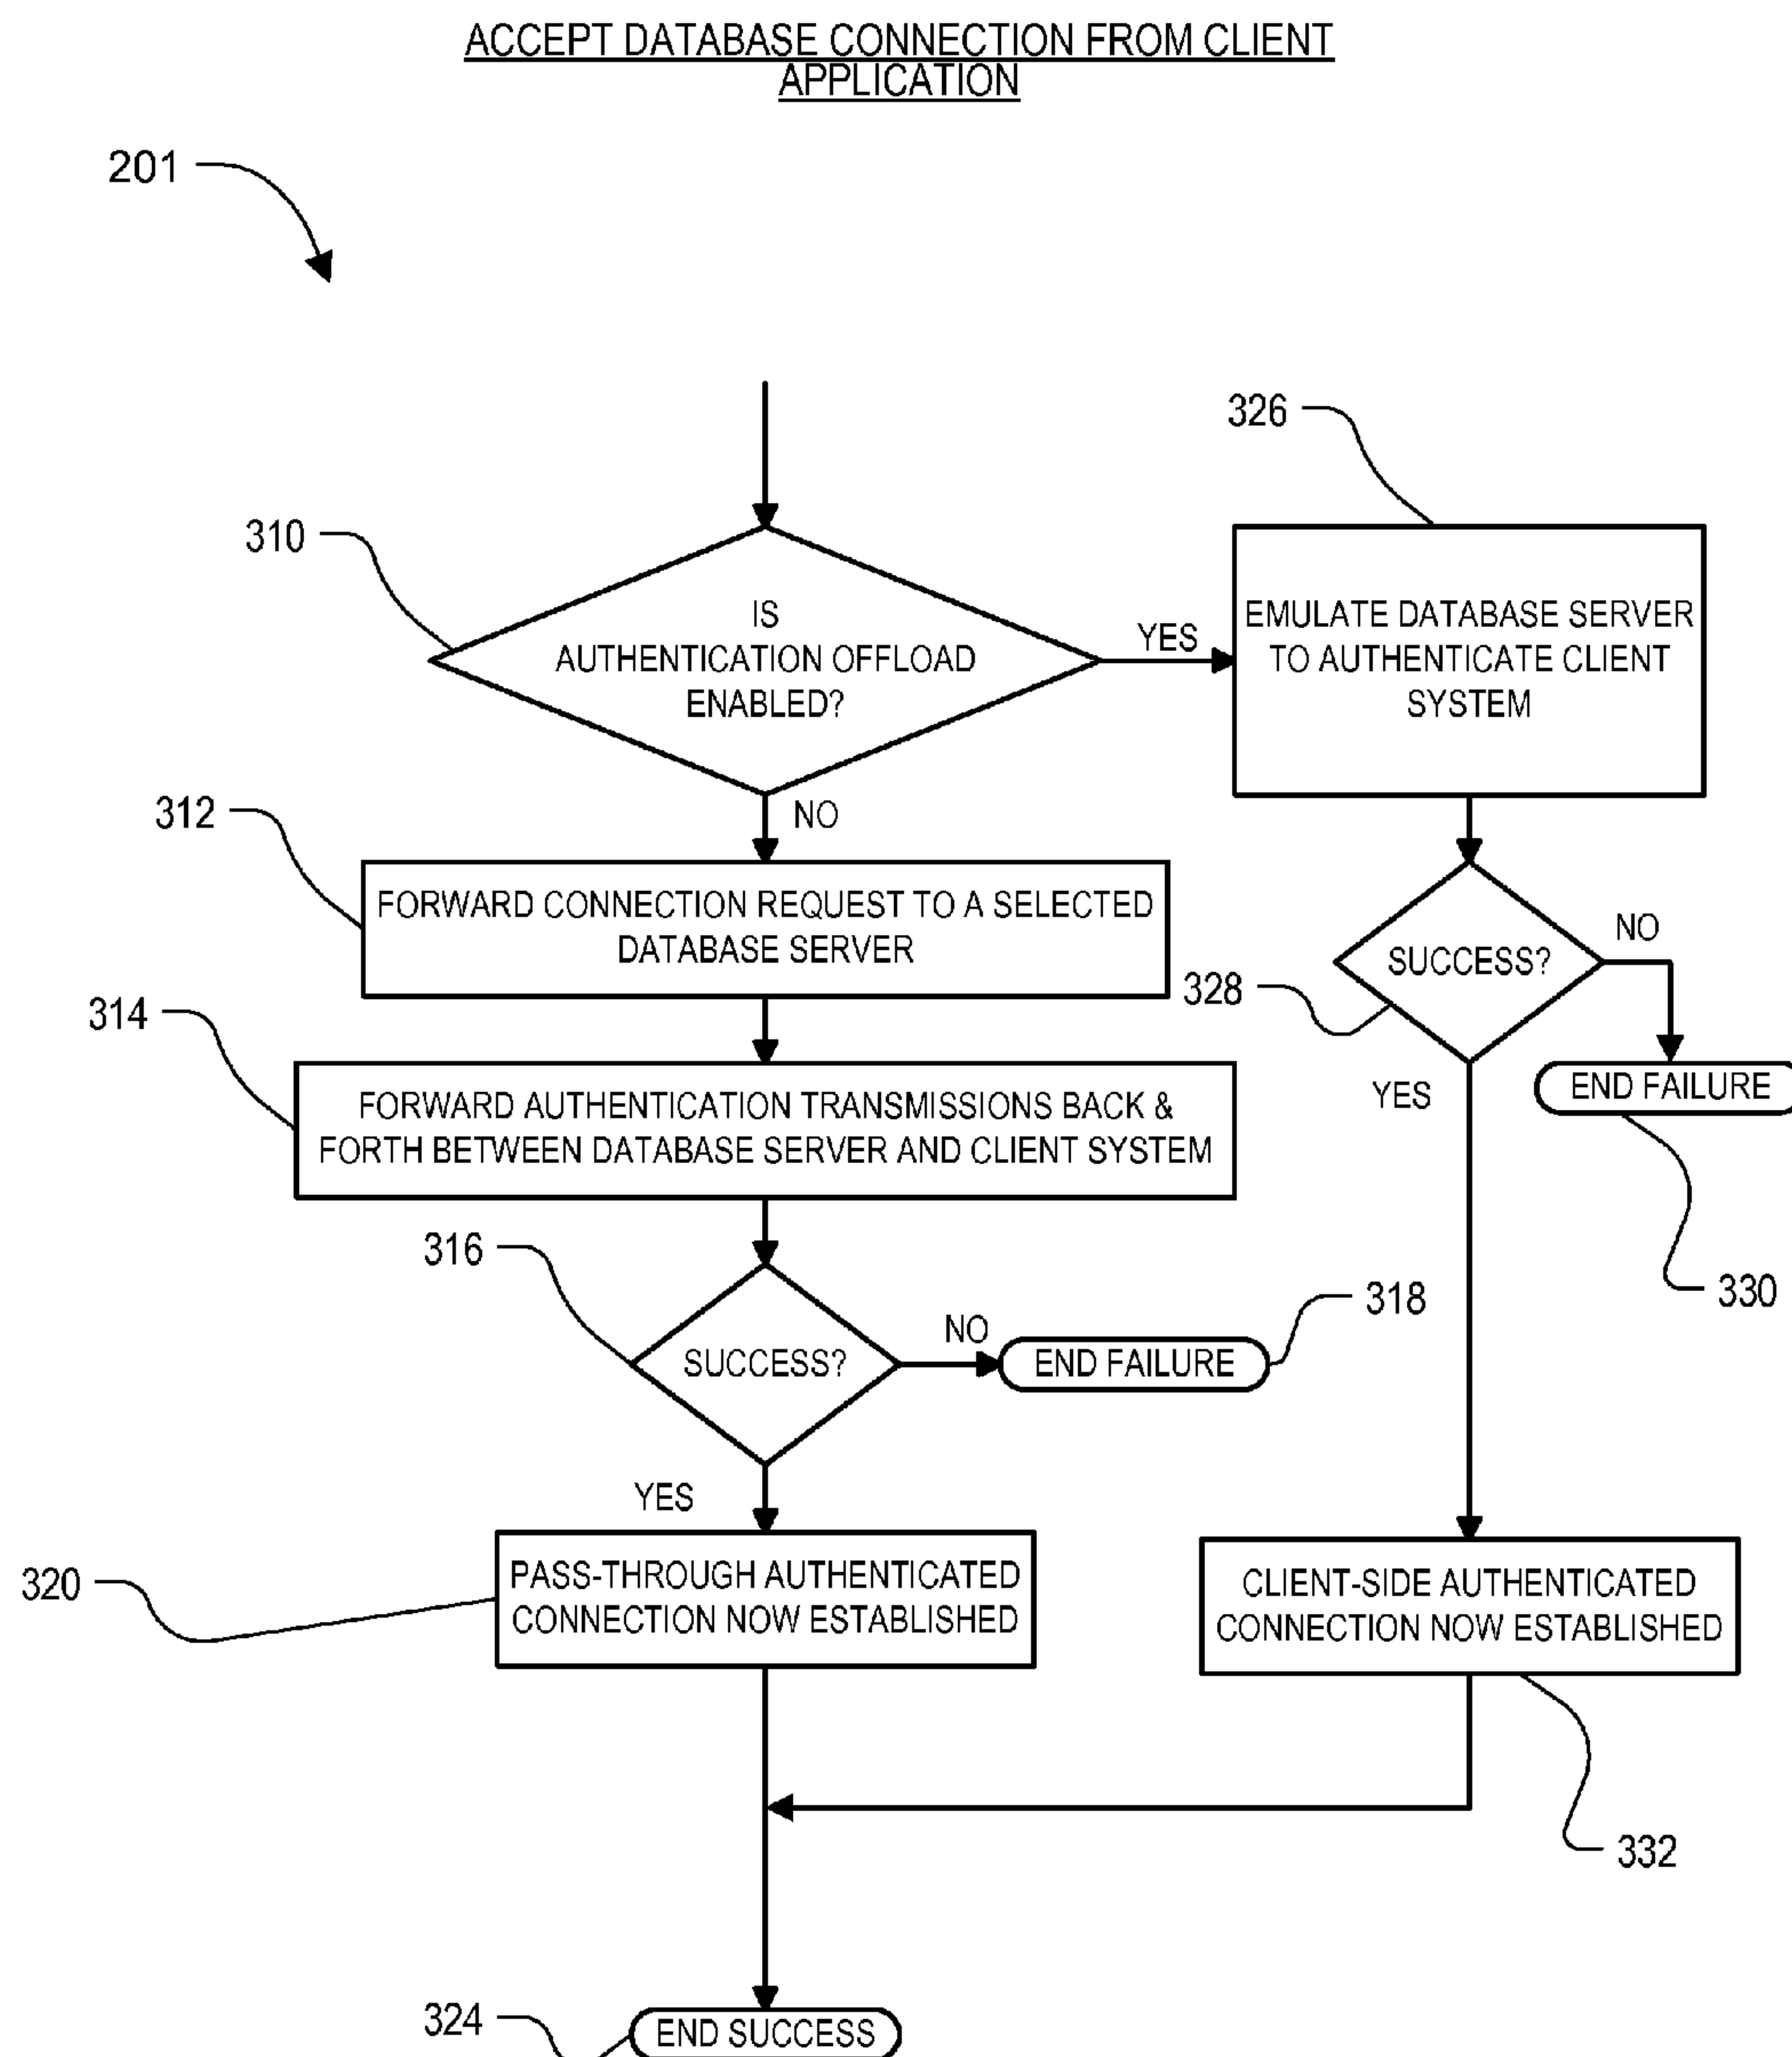 ACCEPT DATABASE CONNECTION FROM CLIENT
APPLICATION
201
326
310
IS
AUTHENTICATION OFFLOAD
ENABLED?
YES
EMULATE DATABASE SERVER
TO AUTHENTICATE CLIENT
SYSTEM
NO
312
FORWARD CONNECTION REQUEST TO A SELECTED
DATABASE SERVER
SUCCESS?
NO
328
314
FORWARD AUTHENTICATION TRANSMISSIONS BACK &
FORTH BETWEEN DATABASE SERVER AND CLIENT SYSTEM
YES
END FAILURE
330
316
SUCCESS?
NO
END FAILURE
318
YES
320
PASS-THROUGH AUTHENTICATED
CONNECTION NOW ESTABLISHED
CLIENT-SIDE AUTHENTICATED
CONNECTION NOW ESTABLISHED
332
324
END SUCCESS